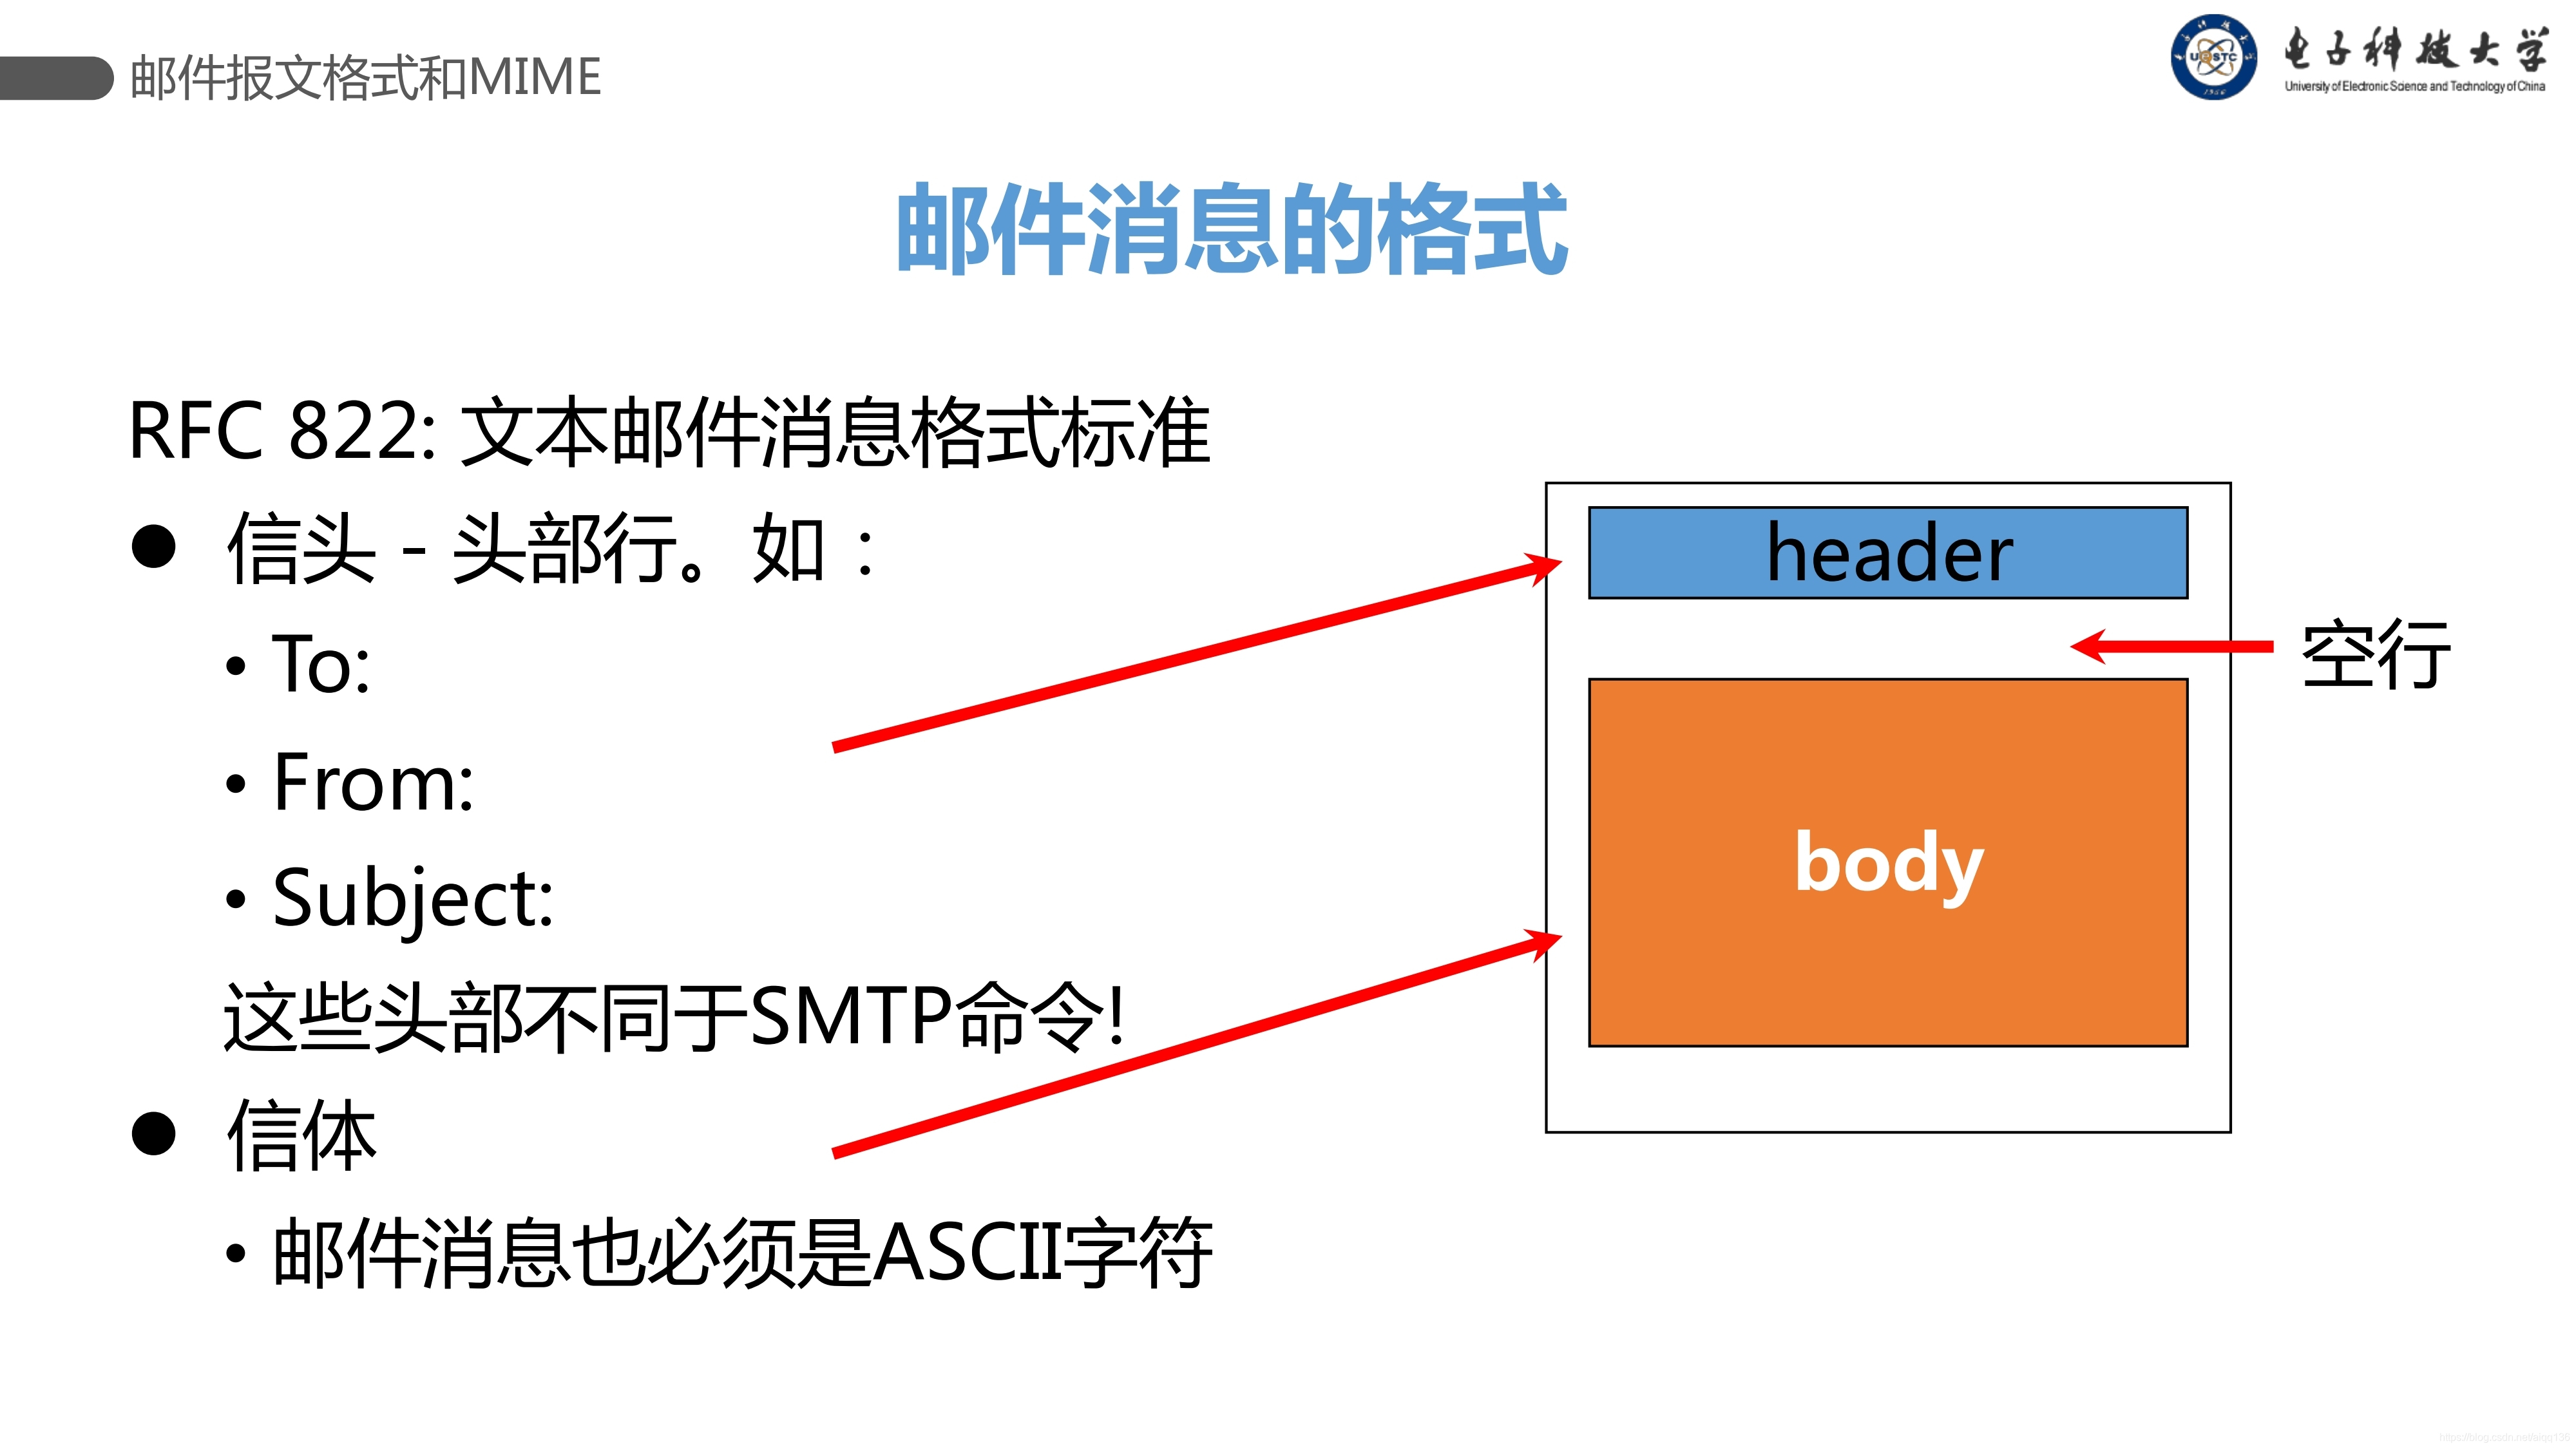 邮件报文格式和MIME
电子科技大学
University of Electronic Science and Technology of China
UESTC
1956
邮件消息的格式
RFC 822: 文本邮件消息格式标准
● 信头 - 头部行。如：
• To:
• From:
• Subject:
这些头部不同于SMTP命令!
● 信体
• 邮件消息也必须是ASCII字符
header
空行
body